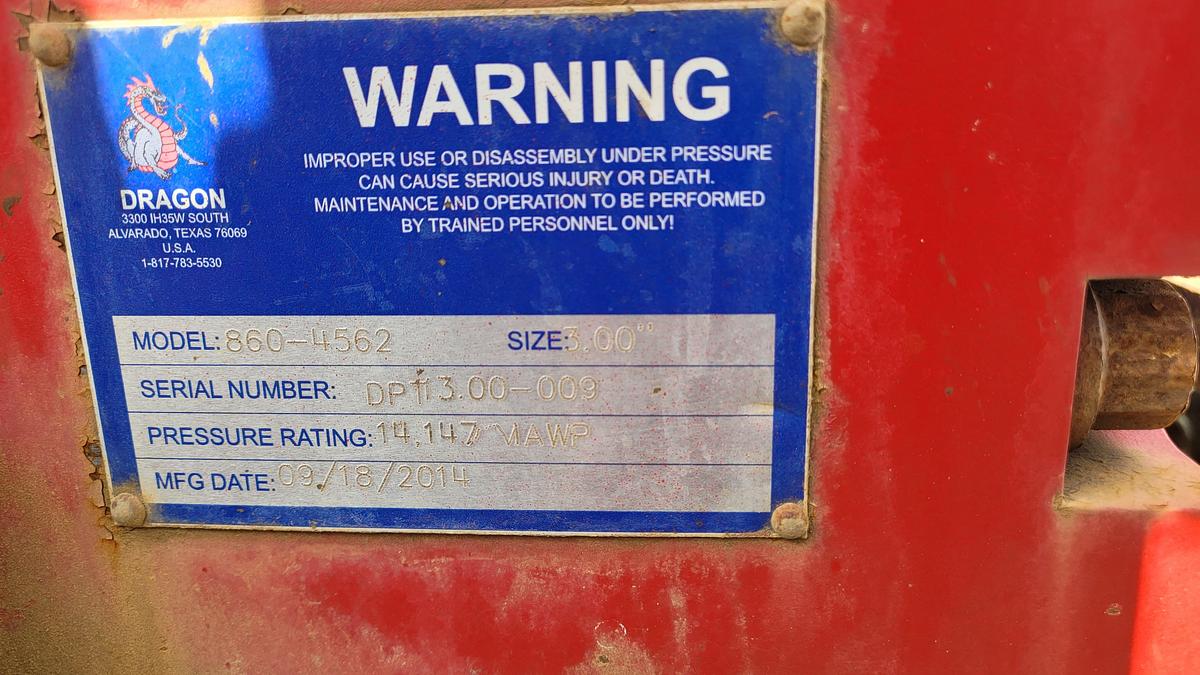 WARNING
IMPROPER USE OR DISASSEMBLY UNDER PRESSURE
CAN CAUSE SERIOUS INJURY OR DEATH.
MAINTENANCE AND OPERATION TO BE PERFORMED
BY TRAINED PERSONNEL ONLY!
DRAGON
3300 IH35W SOUTH
ALVARADO, TEXAS 76069
U.S.A.
1-817-783-5530
MODEL: 860-4562 SIZE: 3.00"
SERIAL NUMBER:
PRESSURE RATING: 14,147 MAWP
MFG DATE: 09/18/2014